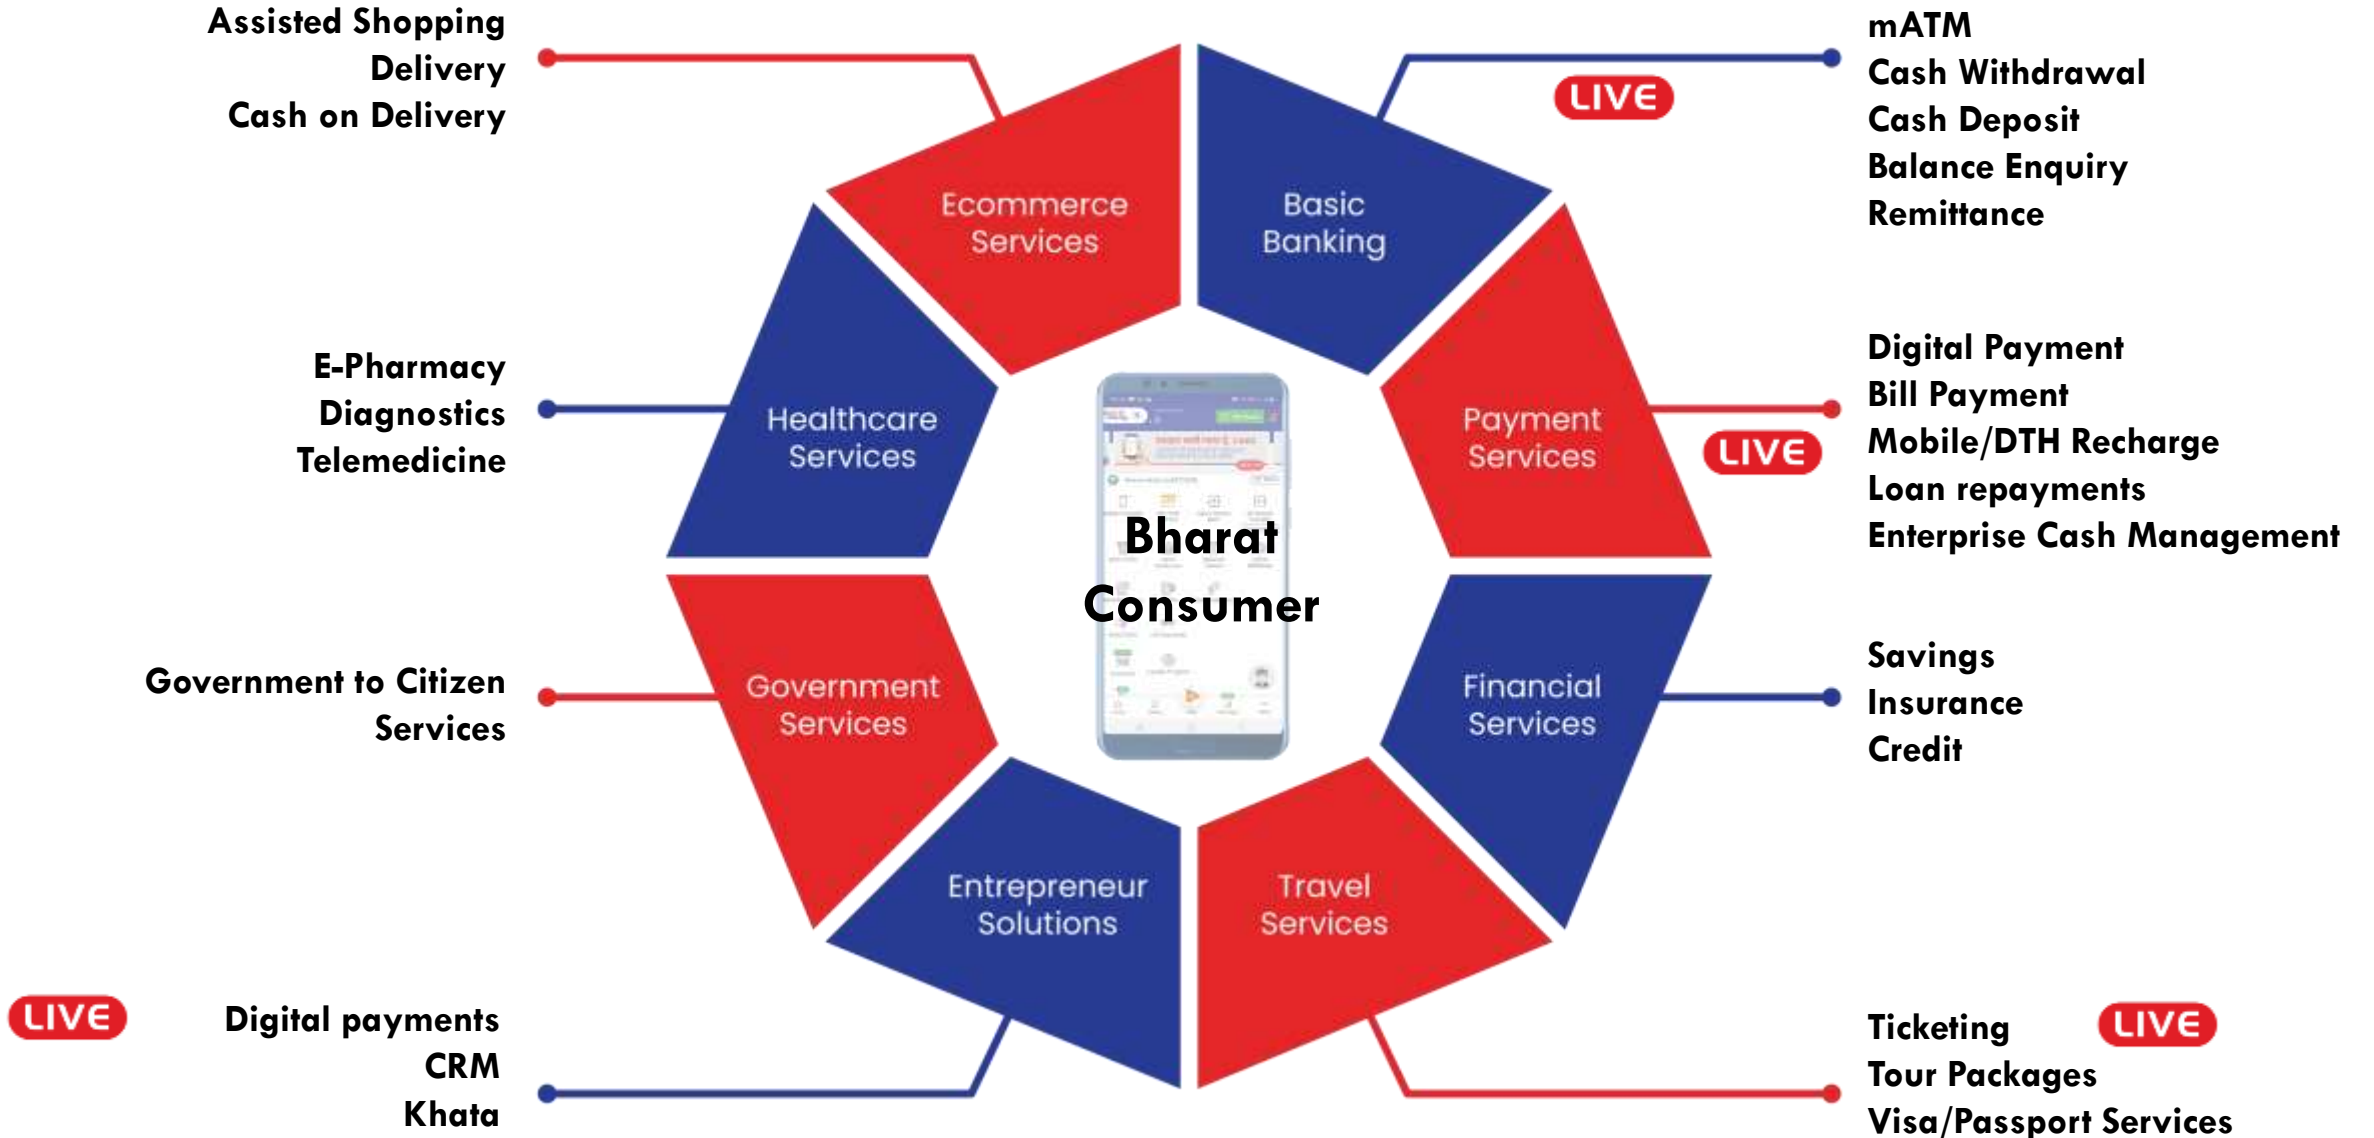 Assisted Shopping
Delivery
Cash on Delivery
mATM
Cash Withdrawal
Cash Deposit
Balance Enquiry
Remittance
LIVE
Ecommerce
Services
Basic
Banking
E-Pharmacy
Diagnostics
Telemedicine
Healthcare
Services
Payment
Services
LIVE
Digital Payment
Bill Payment
Mobile/DTH Recharge
Loan repayments
Enterprise Cash Management
Bharat
Consumer
Government to Citizen
Services
Government
Services
Financial
Services
Savings
Insurance
Credit
Entrepreneur
Solutions
Travel
Services
LIVE
Digital payments
CRM
Khata
Ticketing
LIVE
Tour Packages
Visa/Passport Services